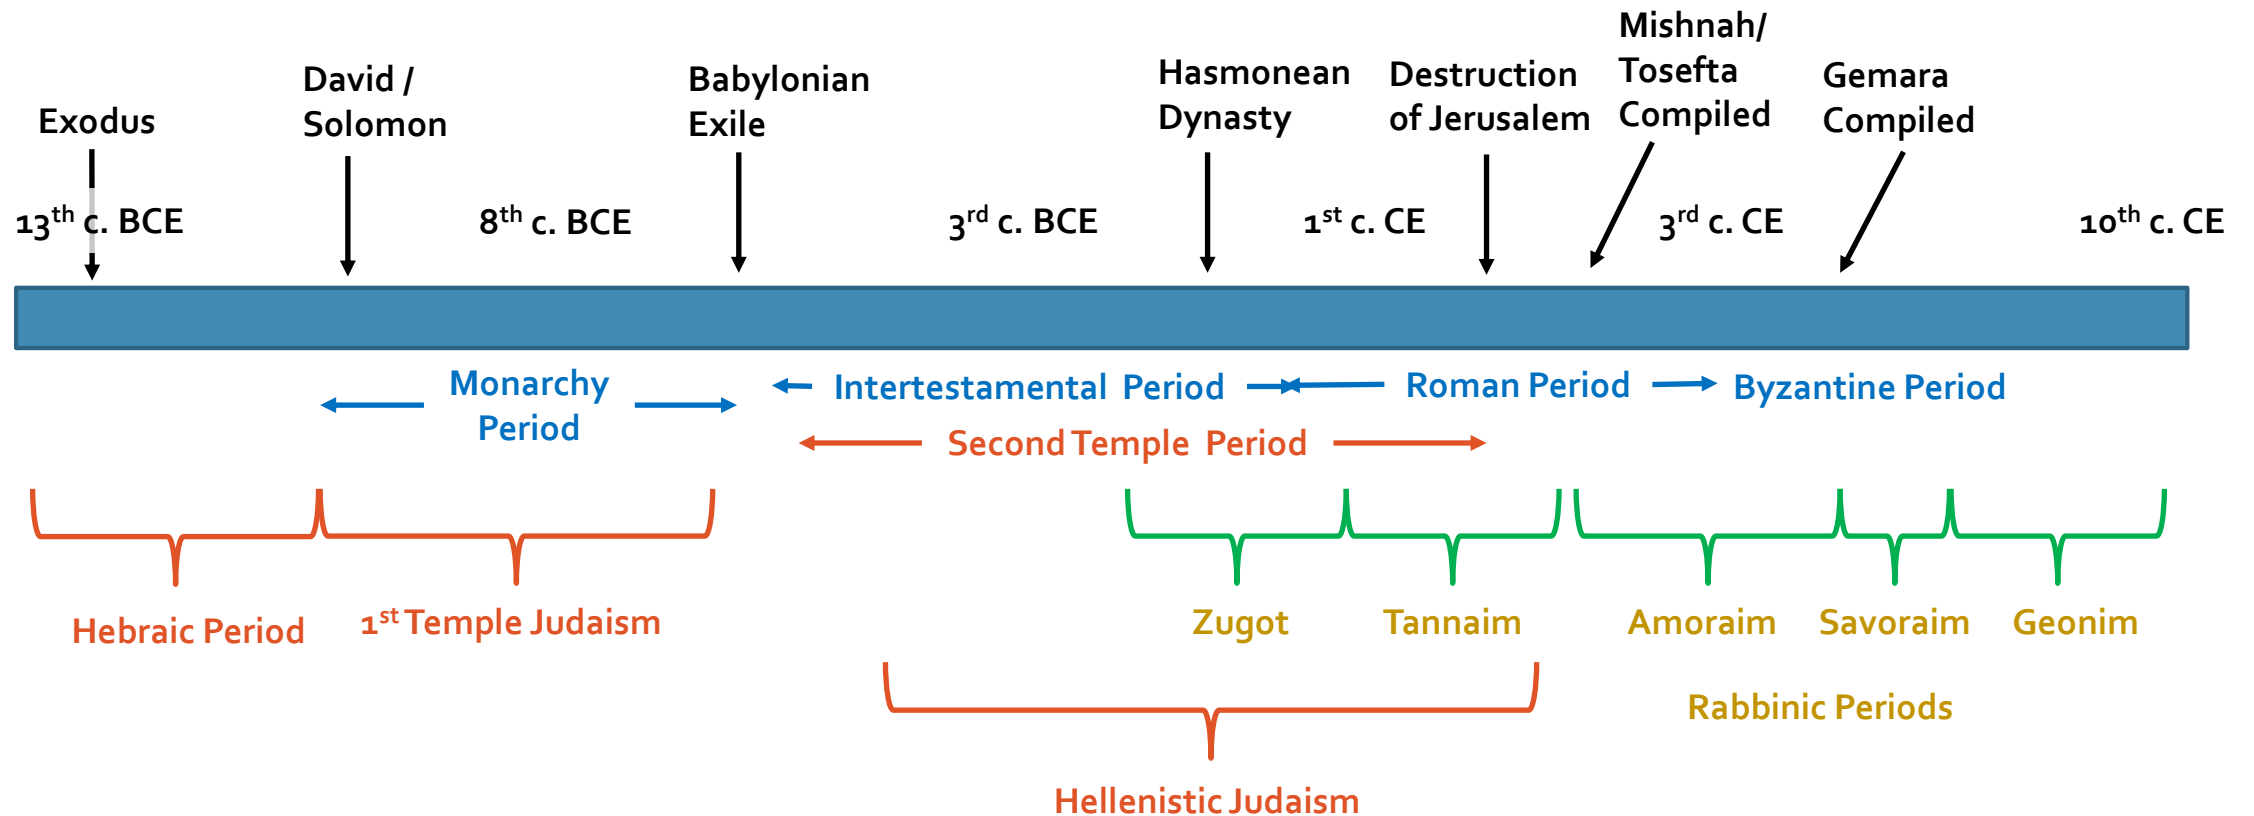 Exodus
David /
Solomon
Babylonian
Exile
Hasmonean
Dynasty
Destruction
of Jerusalem
Mishnah/
Tosefta
Compiled
Gemara
Compiled
13th c. BCE
8th c. BCE
3rd c. BCE
1st c. CE
3rd c. CE
10th c. CE
Monarchy
Period
Intertestamental Period
Roman Period
Byzantine Period
Second Temple Period
Hebraic Period
1st Temple Judaism
Zugot
Tannaim
Amoraim
Savoraim
Geonim
Rabbinic Periods
Hellenistic Judaism